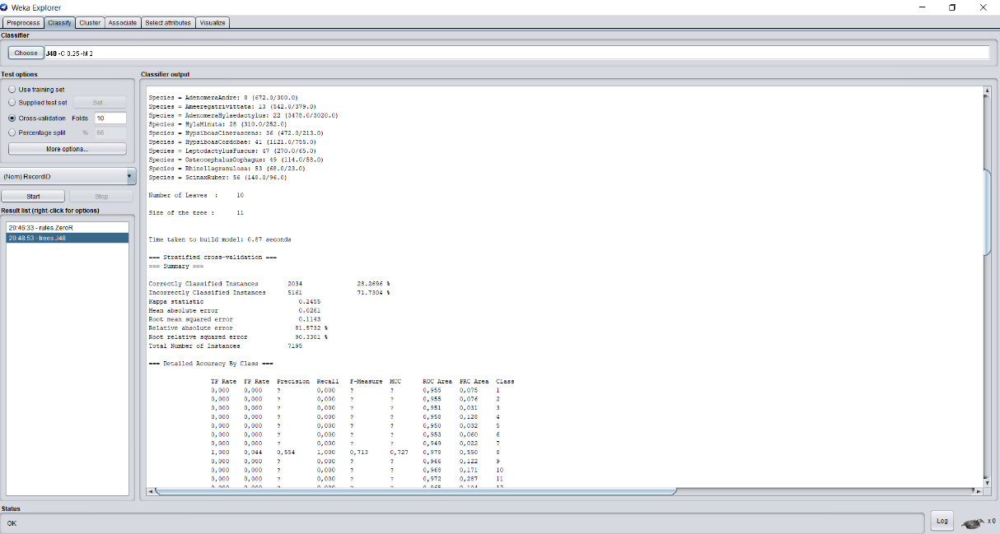 Weka Explorer
Preprocess Classify Cluster Associate Select attributes Visualize
Classifier
Choose J48 -C 0.25 -M 2
Test options
Use training set
Supplied test set Set...
Cross-validation Folds 10
Percentage split % 66
More options...
(Nom) RecordID
Start Stop
Result list (right-click for options)
20:46:33 - rules.ZeroR
20:48:53 - trees.J48
Classifier output
Species = AdenomeraAndre: 8 (672.0/300.0)
Species = Ameeregatrivittata: 13 (542.0/379.0)
Species = AdenomeraHylaedactylus: 22 (3478.0/3020.0)
Species = HylaMinuta: 28 (310.0/252.0)
Species = HypsiboasCinerascens: 36 (472.0/213.0)
Species = HypsiboasCordobae: 41 (1121.0/755.0)
Species = LeptodactylusFuscus: 47 (270.0/65.0)
Species = OsteocephalusOophagus: 49 (114.0/58.0)
Species = Rhinellagranulosa: 53 (68.0/23.0)
Species = ScinaxRuber: 56 (148.0/96.0)
Number of Leaves : 10
Size of the tree : 11
Time taken to build model: 0.87 seconds
=== Stratified cross-validation ===
=== Summary ===
Correctly Classified Instances 2034 28.2696 %
Incorrectly Classified Instances 5161 71.7304 %
Kappa statistic 0.2455
Mean absolute error 0.0261
Root mean squared error 0.1143
Relative absolute error 81.5732 %
Root relative squared error 90.3301 %
Total Number of Instances 7195
=== Detailed Accuracy By Class ===
TP Rate FP Rate Precision Recall F-Measure MCC ROC Area PRC Area Class
0,000 0,000 ? 0,000 ? ? 0,955 0,075 1
0,000 0,000 ? 0,000 ? ? 0,955 0,076 2
0,000 0,000 ? 0,000 ? ? 0,951 0,031 3
0,000 0,000 ? 0,000 ? ? 0,958 0,128 4
0,000 0,000 ? 0,000 ? ? 0,950 0,032 5
0,000 0,000 ? 0,000 ? ? 0,953 0,060 6
0,000 0,000 ? 0,000 ? ? 0,949 0,022 7
1,000 0,044 0,554 1,000 0,713 0,727 0,978 0,550 8
0,000 0,000 ? 0,000 ? ? 0,966 0,122 9
0,000 0,000 ? 0,000 ? ? 0,968 0,171 10
0,000 0,000 ? 0,000 ? ? 0,972 0,287 11
Status
OK
Log x 0